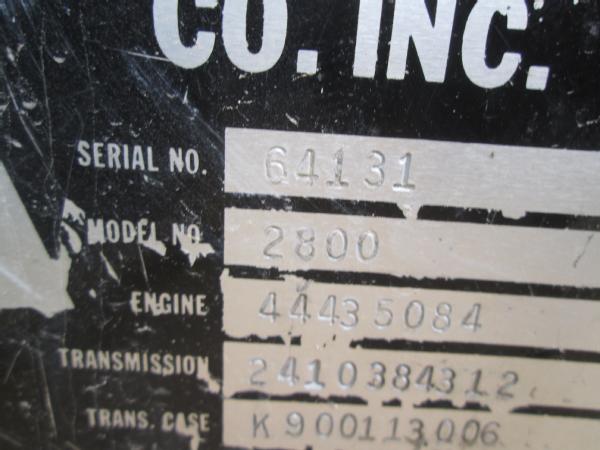 CO. INC.
SERIAL NO. 64131
MODEL NO. 2800
ENGINE 44435084
TRANSMISSION 2410384312
TRANS. CASE K900113006